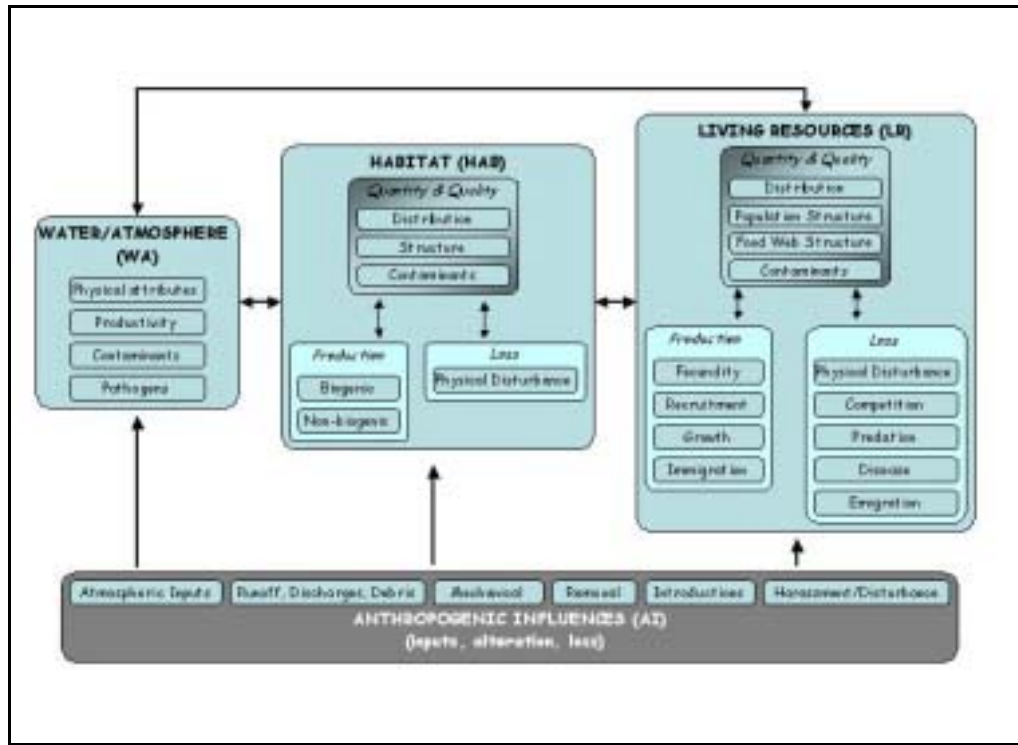 LIVING RESOURCES (LR)
Quantity & Quality
Distribution
Population Structure
Food Web Structure
Contaminants
Production
Fecundity
Recruitment
Growth
Immigration
Loss
Physical Disturbance
Competition
Predation
Disease
Emigration
HABITAT (HAB)
Quantity & Quality
Distribution
Structure
Contaminants
Production
Biogenic
Non-biogenic
Loss
Physical Disturbance
WATER/ATMOSPHERE
(WA)
Physical attributes
Productivity
Contaminants
Pathogens
Atmospheric Inputs
Runoff, Discharges, Debris
Mechanical
Removal
Introductions
Harassment/Disturbance
ANTHROPOGENIC INFLUENCES (AI)
(inputs, alteration, loss)